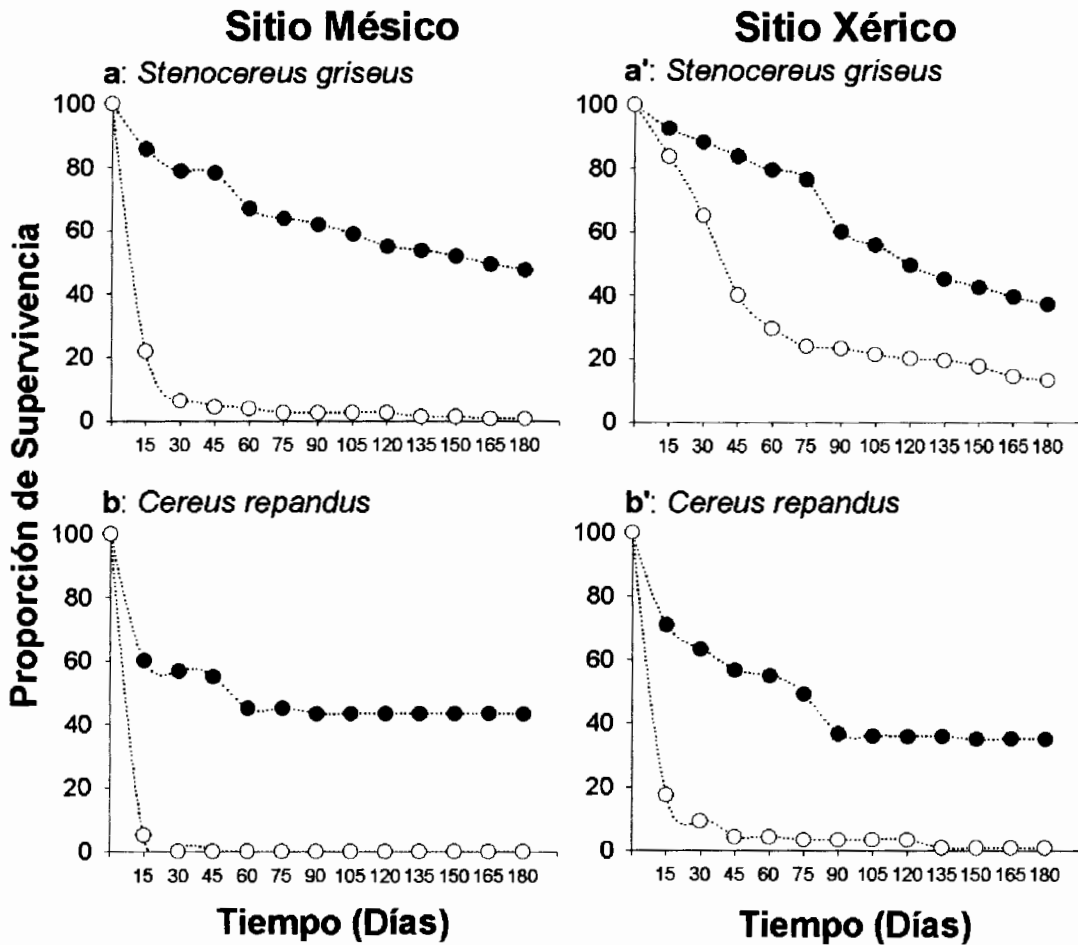 Sitio Mésico
Sitio Xérico
a: Stenocereus griseus
a': Stenocereus griseus
Proporción de Supervivencia
100
80
60
40
20
0
15 30 45 60 75 90 105 120 135 150 165 180
100
80
60
40
20
0
15 30 45 60 75 90 105 120 135 150 165 180
b: Cereus repandus
b': Cereus repandus
100
80
60
40
20
0
15 30 45 60 75 90 105 120 135 150 165 180
100
80
60
40
20
0
15 30 45 60 75 90 105 120 135 150 165 180
Tiempo (Días)
Tiempo (Días)